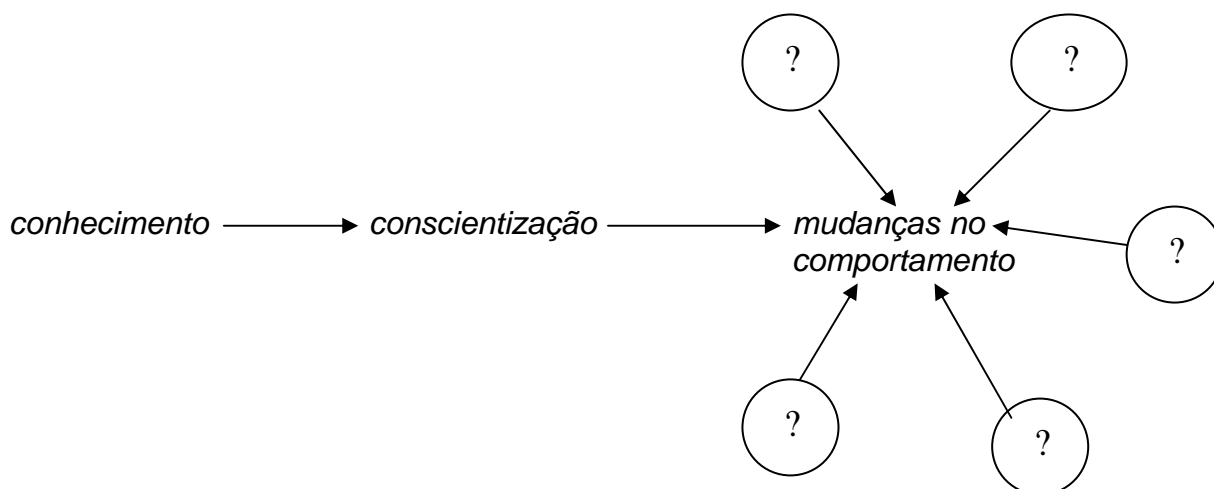 ?
?
conhecimento
conscientização
mudanças no
comportamento
?
?
?